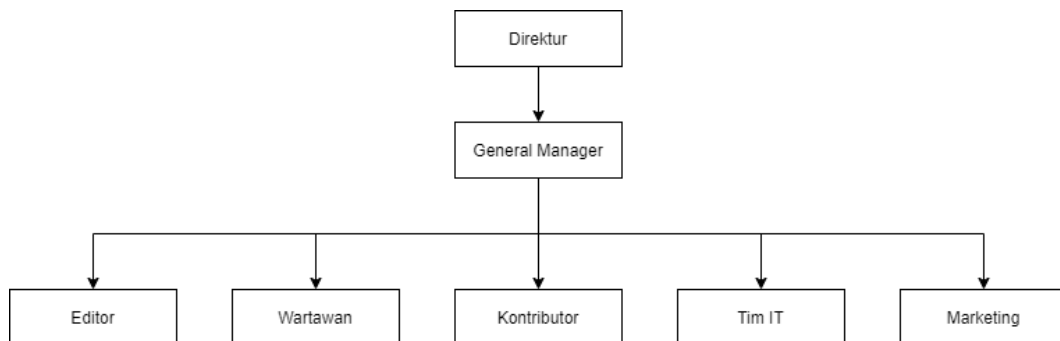 Direktur
General Manager
Editor
Wartawan
Kontributor
Tim IT
Marketing